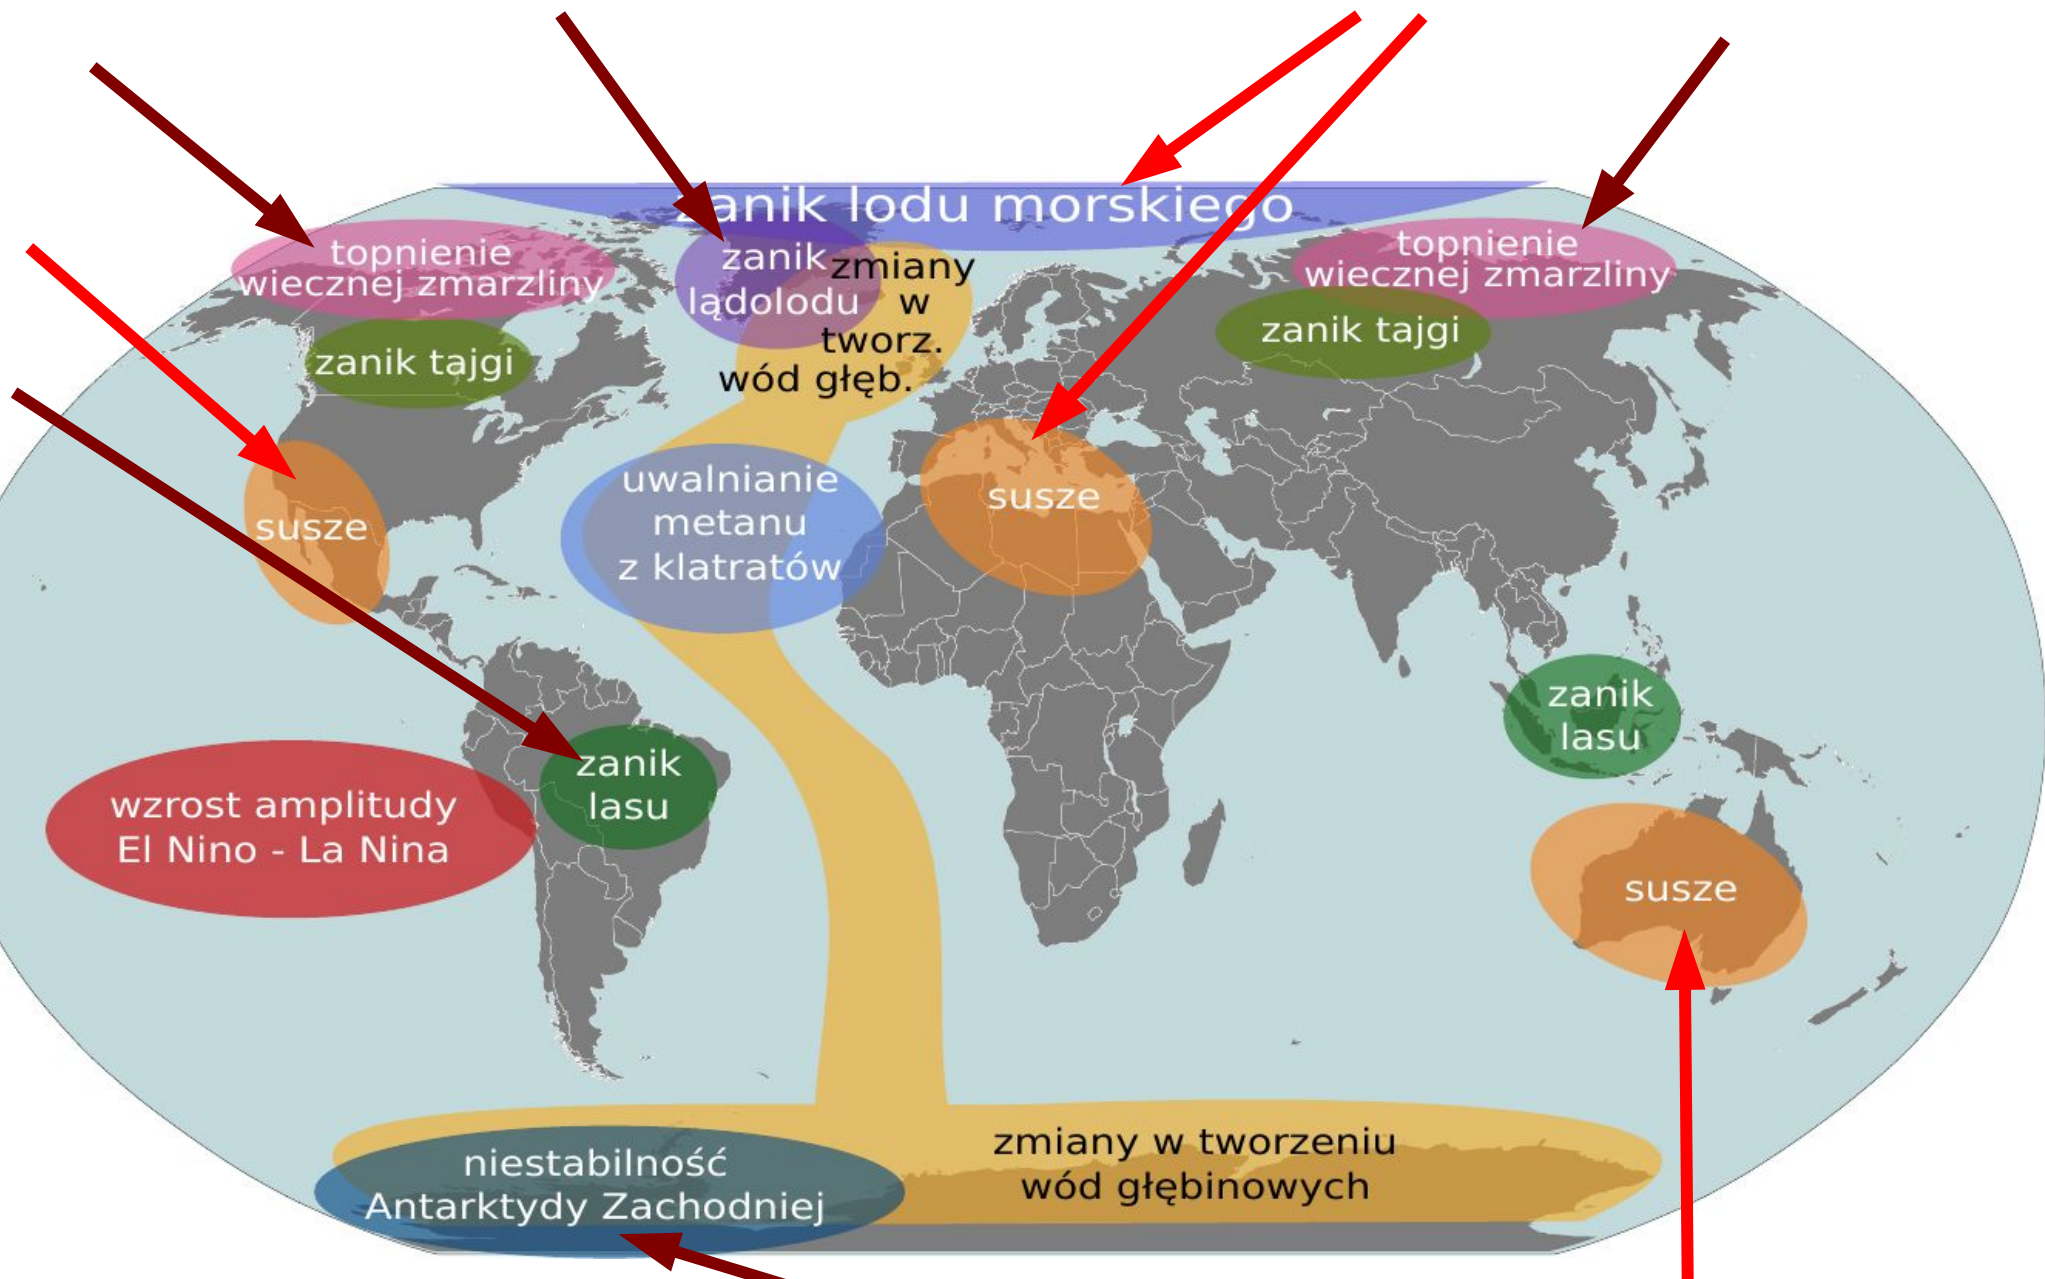 zanik lodu morskiego
topnienie
wiecznej zmarzliny
zanik
lądolodu
zmiany
w
tworz.
wód głęb.
topnienie
wiecznej zmarzliny
zanik tajgi
zanik tajgi
susze
uwalnianie
metanu
z klatratów
susze
zanik
lasu
wzrost amplitudy
El Nino - La Nina
zanik
lasu
susze
niestabilność
Antarktydy Zachodniej
zmiany w tworzeniu
wód głębinowych